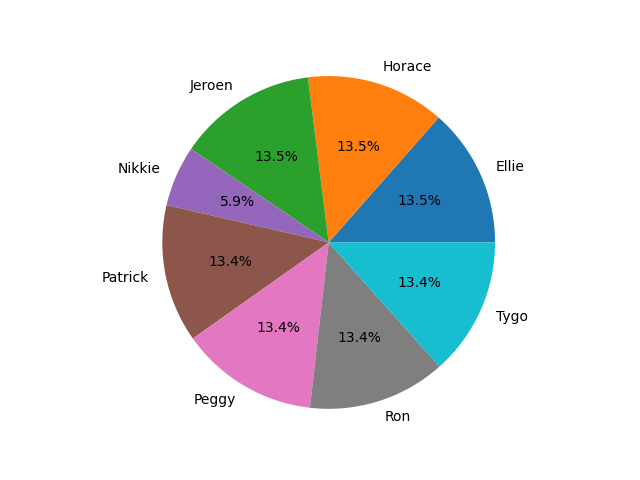 Horace
Jeroen
13.5%
13.5%
Ellie
Nikkie
5.9%
13.5%
Patrick
13.4%
13.4%
Tygo
13.4%
13.4%
Peggy
Ron